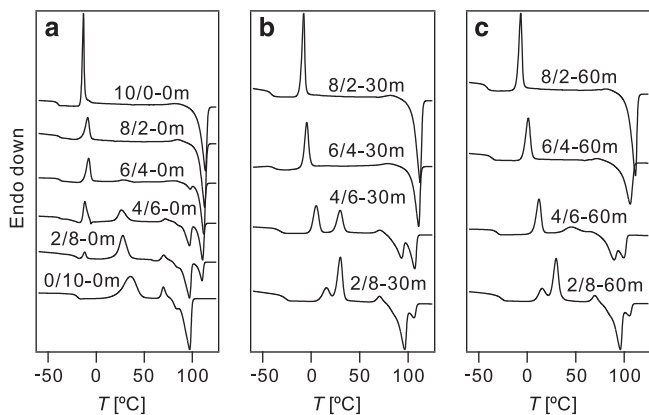 a
10/0-0m
8/2-0m
6/4-0m
4/6-0m
2/8-0m
0/10-0m
Endo down
-50 0 50 100
T [ºC]
b
8/2-30m
6/4-30m
4/6-30m
2/8-30m
-50 0 50 100
T [ºC]
c
8/2-60m
6/4-60m
4/6-60m
2/8-60m
-50 0 50 100
T [ºC]